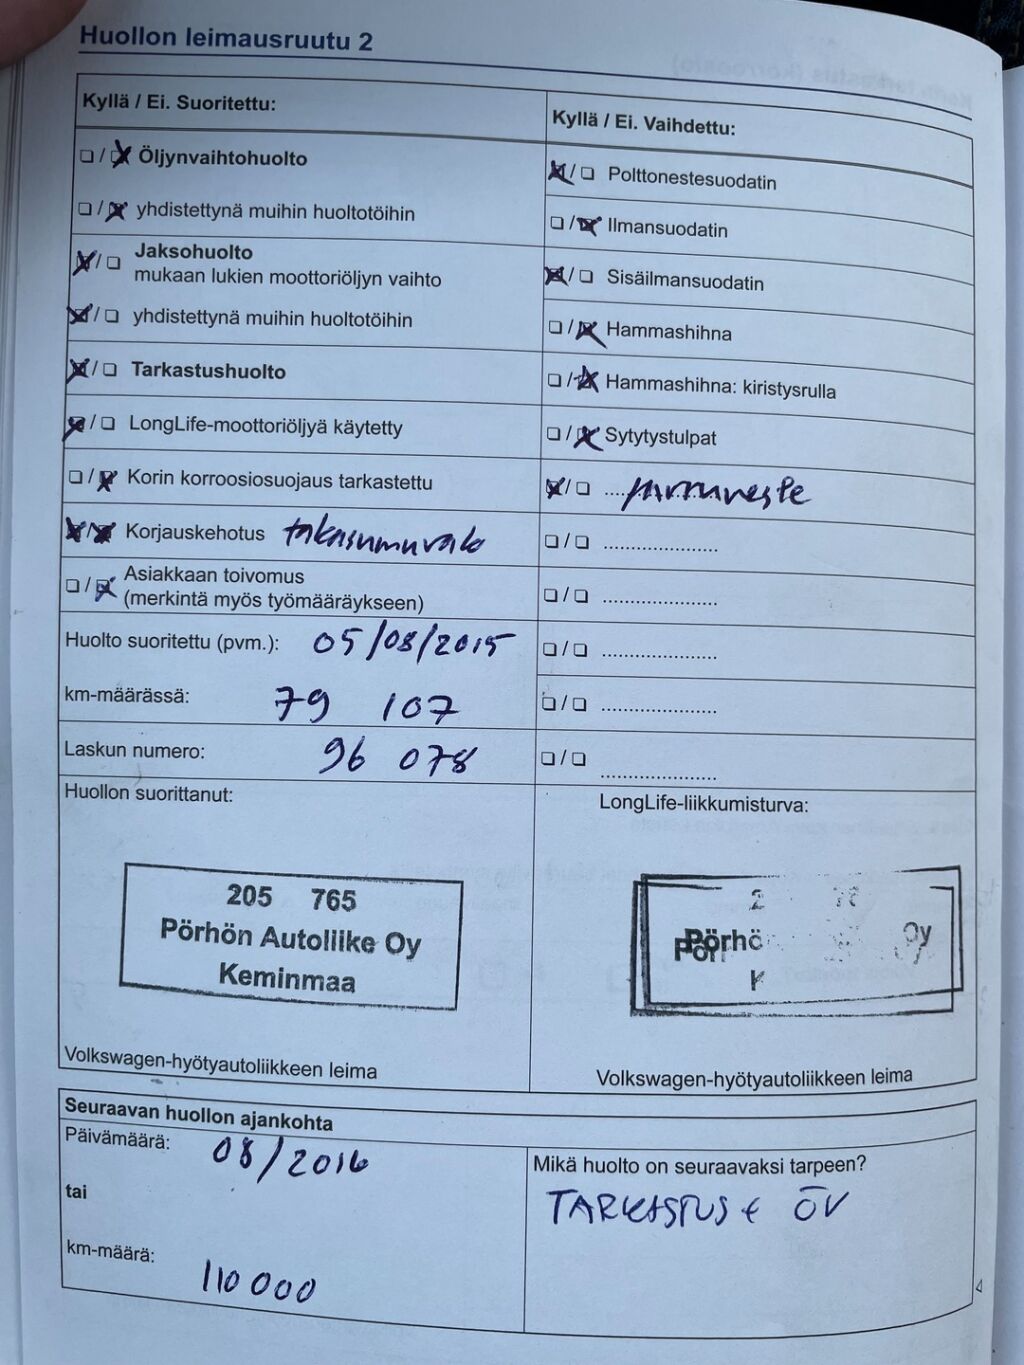 Huollon leimausruutu 2
Kyllä / Ei. Suoritettu:
/ Öljynvaihtohuolto
/ yhdistettynä muihin huoltotöihin
/ Jaksohuolto
mukaan lukien moottoriöljyn vaihto
/ yhdistettynä muihin huoltotöihin
/ Tarkastushuolto
/ LongLife-moottoriöljyä käytetty
/ Korin korroosiosuojaus tarkastettu
/ Korjauskehotus takasumuvalo
/ Asiakkaan toivomus
(merkintä myös työmääräykseen)
Huolto suoritettu (pvm.): 05/08/2015
km-määrässä: 79 107
Laskun numero: 96 078
Huollon suorittanut:
205 765
Pörhön Autoliike Oy
Keminmaa
Volkswagen-hyötyautoliikkeen leima
Kyllä / Ei. Vaihdettu:
/ Polttonestesuodatin
/ Ilmansuodatin
/ Sisäilmansuodatin
/ Hammashihna
/ Hammashihna: kiristysrulla
/ Sytytystulpat
/ .... jarruneste
/ .....................
/ .....................
/ .....................
/ .....................
/ .....................
LongLife-liikkumisturva:
Pörhö Oy
K
Volkswagen-hyötyautoliikkeen leima
Seuraavan huollon ajankohta
Päivämäärä: 08/2016
tai
km-määrä: 110 000
Mikä huolto on seuraavaksi tarpeen?
TARKASTUS + ÖV